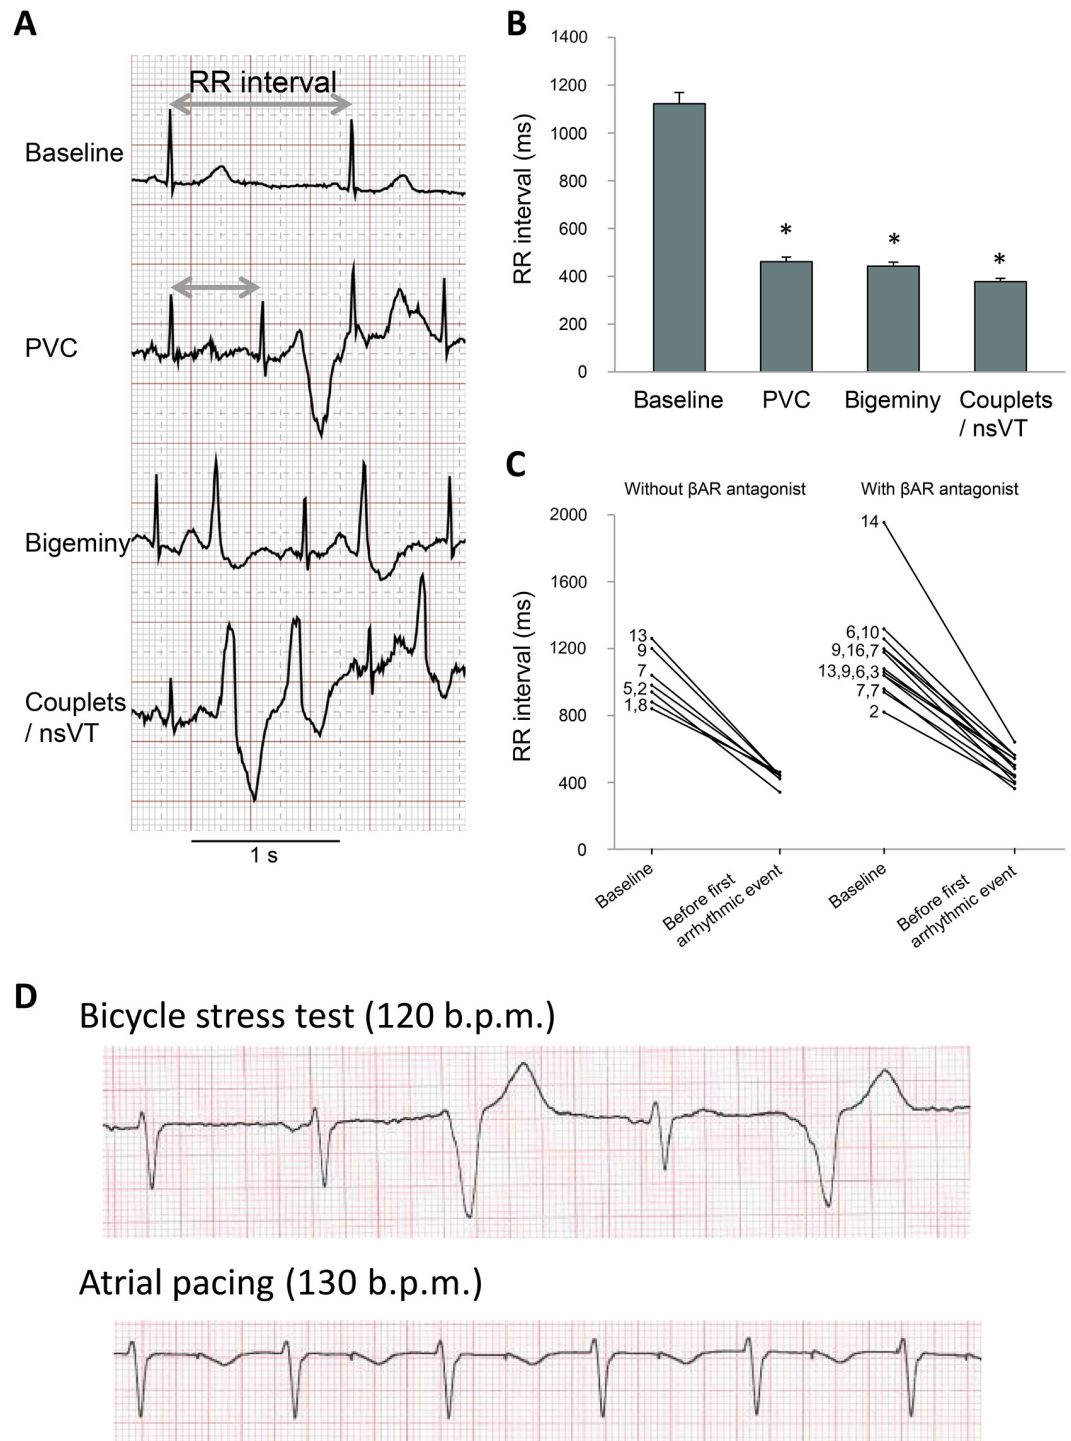 A
RR interval
Baseline
PVC
Bigeminy
Couplets
/ nsVT
1 s
B
RR interval (ms)
1400
1200
1000
800
600
400
200
0
*
*
*
Baseline
PVC
Bigeminy
Couplets
/ nsVT
C
Without βAR antagonist
With βAR antagonist
RR interval (ms)
2000
1600
1200
800
400
0
13
9
7
5,2
1,8
14
6,10
9,16,7
13,9,6,3
7,7
2
Baseline
Before first
arrhythmic event
Baseline
Before first
arrhythmic event
D
Bicycle stress test (120 b.p.m.)
Atrial pacing (130 b.p.m.)